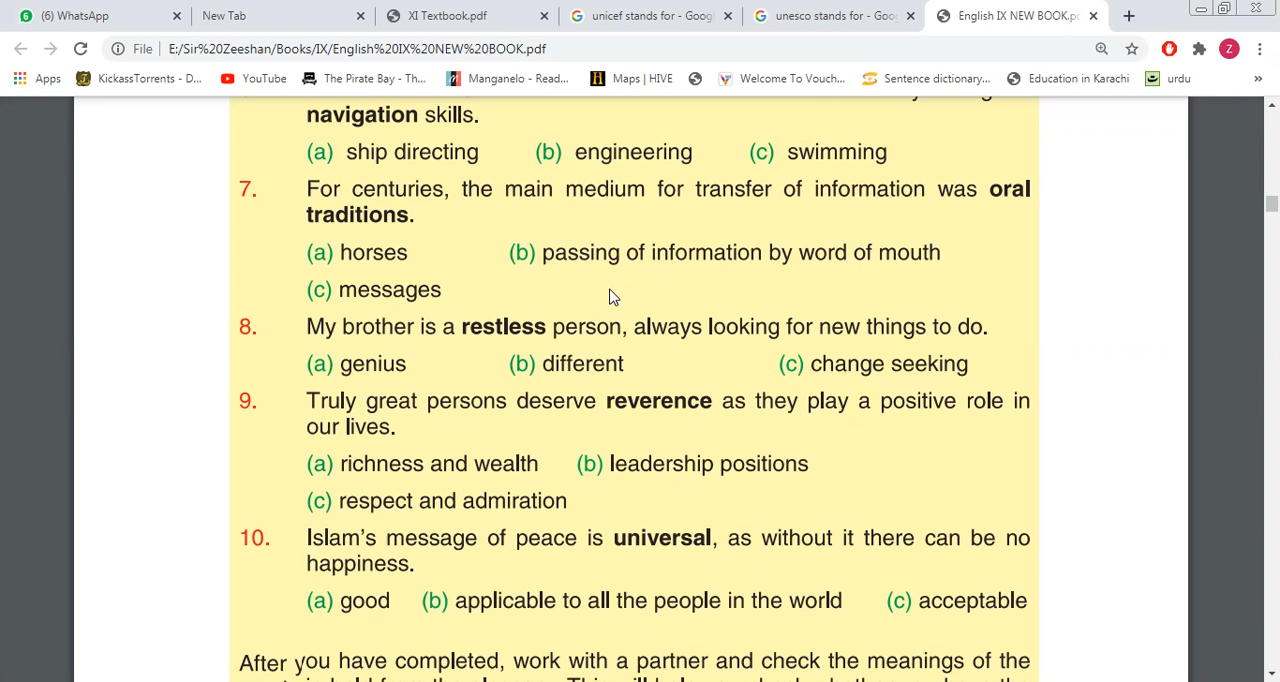 (6) WhatsApp
New Tab
XI Textbook.pdf
unicef stands for - Goog
unesco stands for - Goo
English IX NEW BOOK.p
File
E:/Sir%20Zeeshan/Books/IX/English%20IX%20NEW%20BOOK.pdf
Z
Apps
KickassTorrents - D...
YouTube
The Pirate Bay - Th...
Manganelo - Read...
Maps | HIVE
Welcome To Vouch...
Sentence dictionary...
Education in Karachi
urdu
»
navigation skills.
(a) ship directing (b) engineering (c) swimming
7. For centuries, the main medium for transfer of information was oral
traditions.
(a) horses (b) passing of information by word of mouth
(c) messages
8. My brother is a restless person, always looking for new things to do.
(a) genius (b) different (c) change seeking
9. Truly great persons deserve reverence as they play a positive role in
our lives.
(a) richness and wealth (b) leadership positions
(c) respect and admiration
10. Islam's message of peace is universal, as without it there can be no
happiness.
(a) good (b) applicable to all the people in the world (c) acceptable
After you have completed, work with a partner and check the meanings of the